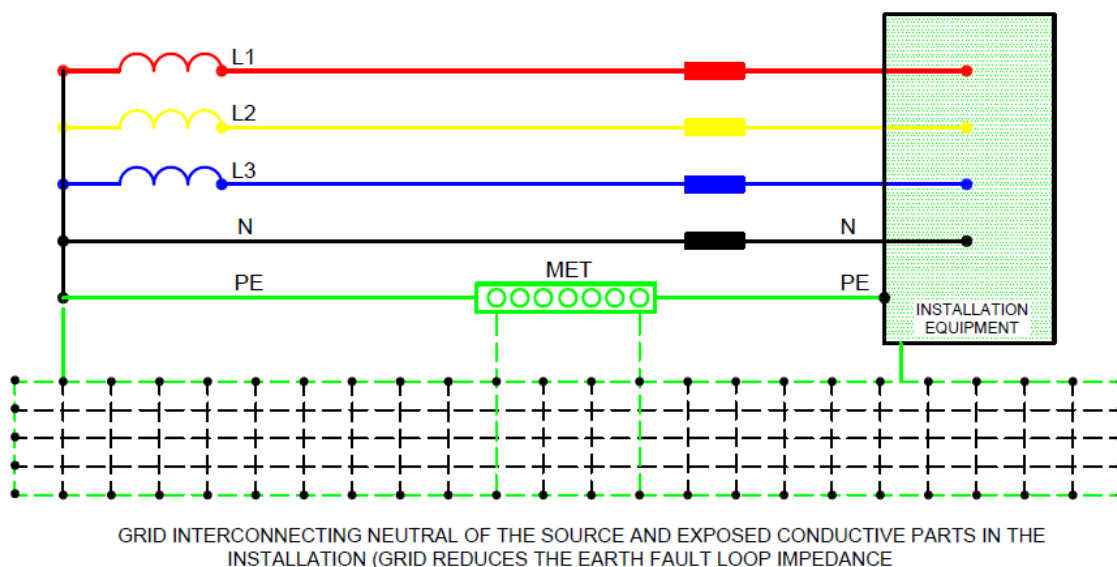 L1
L2
L3
N
N
PE
MET
PE
INSTALLATION
EQUIPMENT
GRID INTERCONNECTING NEUTRAL OF THE SOURCE AND EXPOSED CONDUCTIVE PARTS IN THE
INSTALLATION (GRID REDUCES THE EARTH FAULT LOOP IMPEDANCE